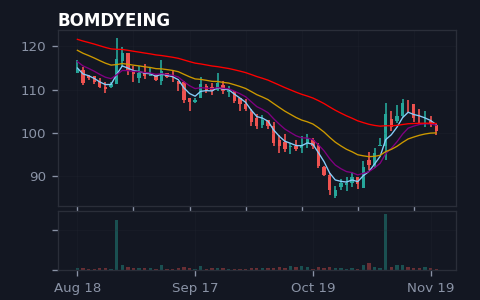 BOMDYEING
120
110
100
90
Aug 18
Sep 17
Oct 19
Nov 19